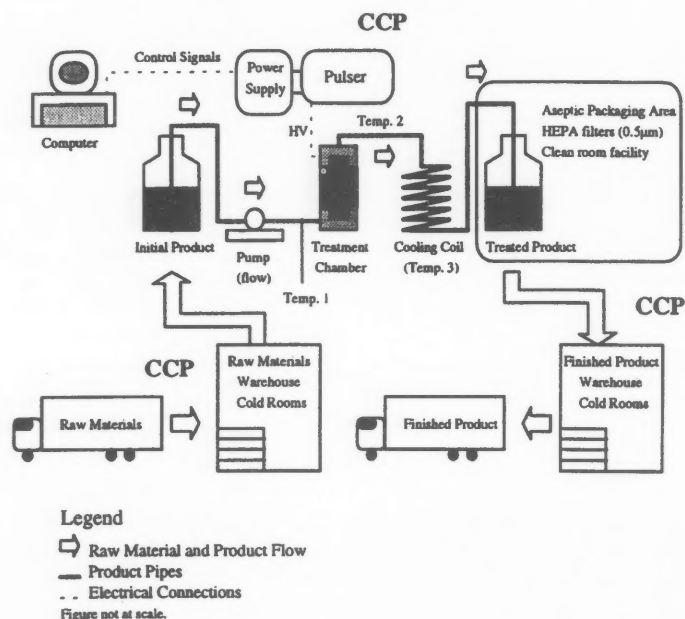 CCP
Control Signals
Power
Supply
Pulser
Computer
HV
Temp. 2
Aseptic Packaging Area
HEPA filters (0.5µm)
Clean room facility
Initial Product
Pump
(flow)
Temp. 1
Treatment
Chamber
Cooling Coil
(Temp. 3)
Treated Product
CCP
CCP
Raw Materials
Raw Materials
Warehouse
Cold Rooms
Finished Product
Finished Product
Warehouse
Cold Rooms
Legend
Raw Material and Product Flow
Product Pipes
Electrical Connections
Figure not at scale.